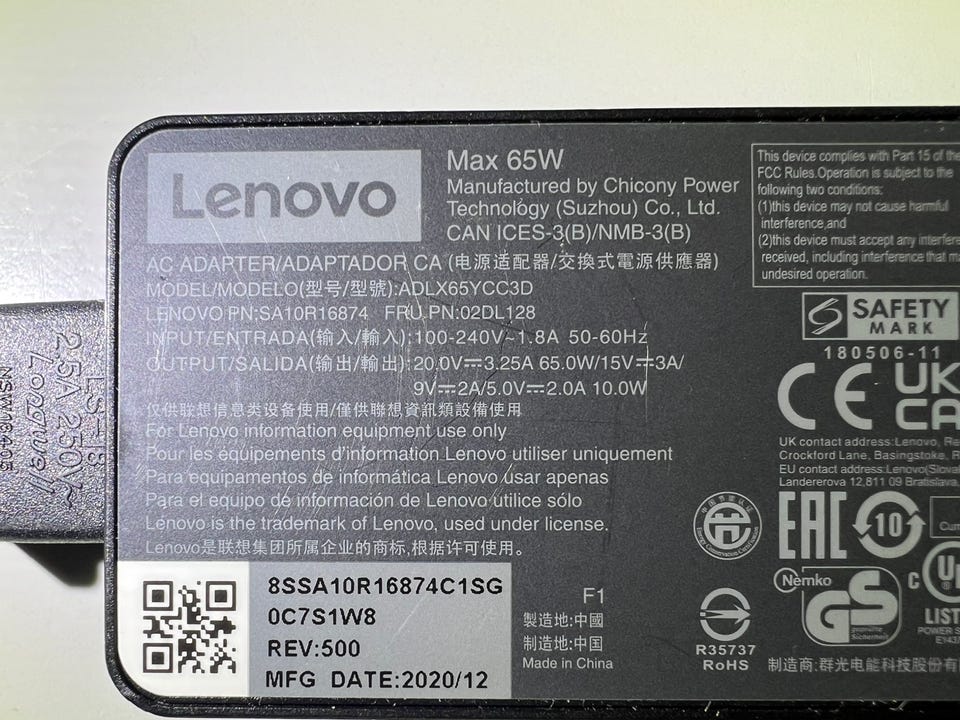 Lenovo
Max 65W
Manufactured by Chicony Power
Technology (Suzhou) Co., Ltd.
CAN ICES-3(B)/NMB-3(B)
AC ADAPTER/ADAPTADOR CA (电源适配器/交換式電源供應器)
MODEL/MODELO(型号/型號):ADLX65YCC3D
LENOVO PN:SA10R16874 FRU PN:02DL128
INPUT/ENTRADA(输入/輸入):100-240V~1.8A 50-60Hz
OUTPUT/SALIDA(输出/輸出):20.0V⎓3.25A 65.0W/15V⎓3A/
9V⎓2A/5.0V⎓2.0A 10.0W
仅供联想信息类设备使用/僅供聯想資訊類設備使用
For Lenovo information equipment use only
Pour les équipements d'information Lenovo utiliser uniquement
Para equipamentos de informática Lenovo usar apenas
Para el equipo de información de Lenovo utilice sólo
Lenovo is the trademark of Lenovo, used under license.
Lenovo是联想集团所属企业的商标,根据许可使用。
8SSA10R16874C1SG
0C7S1W8
REV:500
MFG DATE:2020/12
F1
製造地:中國
制造地:中国
Made in China
This device complies with Part 15 of the
FCC Rules.Operation is subject to the
following two conditions:
(1)this device may not cause harmful
interference,and
(2)this device must accept any interfere
received, including interference that ma
undesired operation.
SAFETY
MARK
180506-11
CE
UK
CA
UK contact address:Lenovo, Re
Crockford Lane, Basingstoke, R
EU contact address:Lenovo(Slova
Landererova 12,811 09 Bratislava,
EAC
10
Nemko
GS
geprüfte
Sicherheit
C
UL
LIST
POWER S
R35737
RoHS
制造商:群光电能科技股份有
LS-18
2.5A 250V~
Longwell